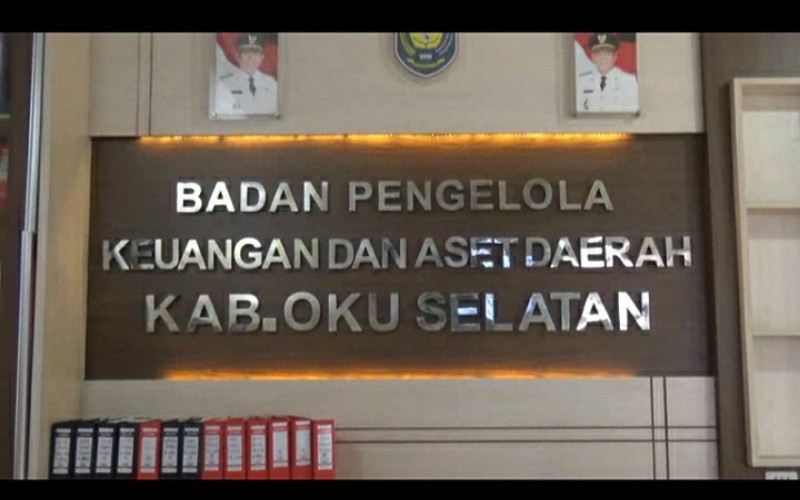 BADAN PENGELOLA
KEUANGAN DAN ASET DAERAH
KAB.OKU SELATAN